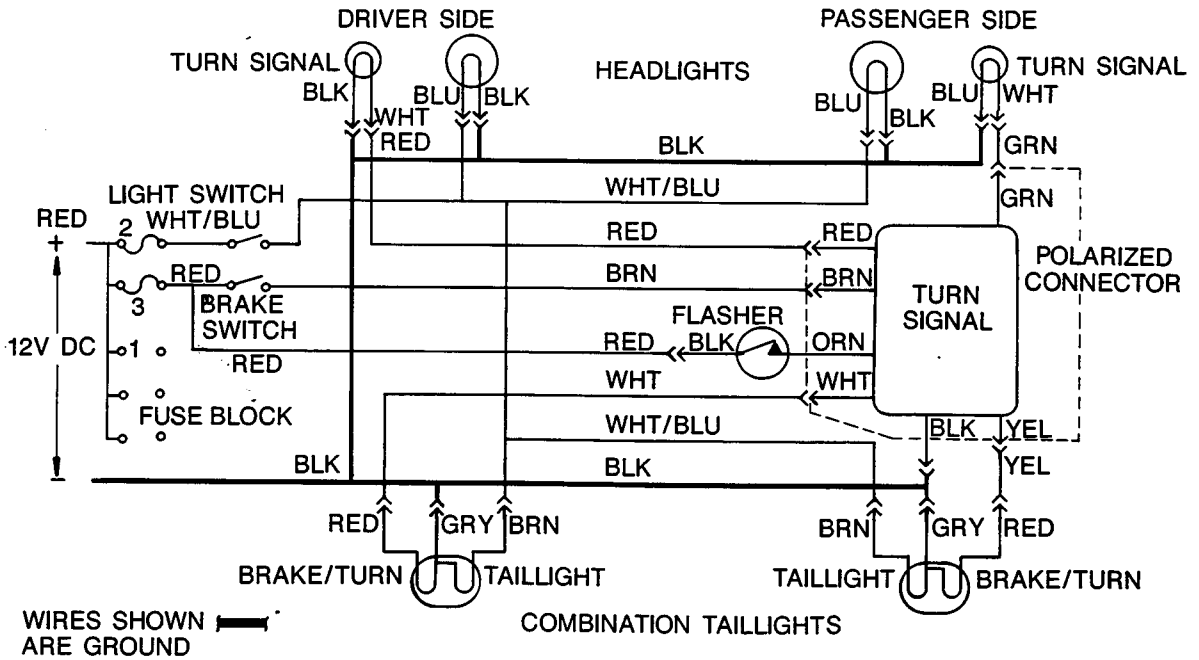 DRIVER SIDE
PASSENGER SIDE
TURN SIGNAL
HEADLIGHTS
TURN SIGNAL
BLK
BLU
BLK
BLU
BLK
BLU
WHT
WHT
RED
BLK
GRN
LIGHT SWITCH
WHT/BLU
GRN
RED
2
WHT/BLU
+
RED
RED
POLARIZED
CONNECTOR
RED
BRN
BRN
3
BRAKE
SWITCH
FLASHER
TURN
SIGNAL
12V DC
1
RED
RED
BLK
ORN
WHT
WHT
FUSE BLOCK
WHT/BLU
BLK
YEL
-
BLK
BLK
YEL
RED
GRY
BRN
BRN
GRY
RED
BRAKE/TURN
TAILLIGHT
TAILLIGHT
BRAKE/TURN
WIRES SHOWN
ARE GROUND
COMBINATION TAILLIGHTS